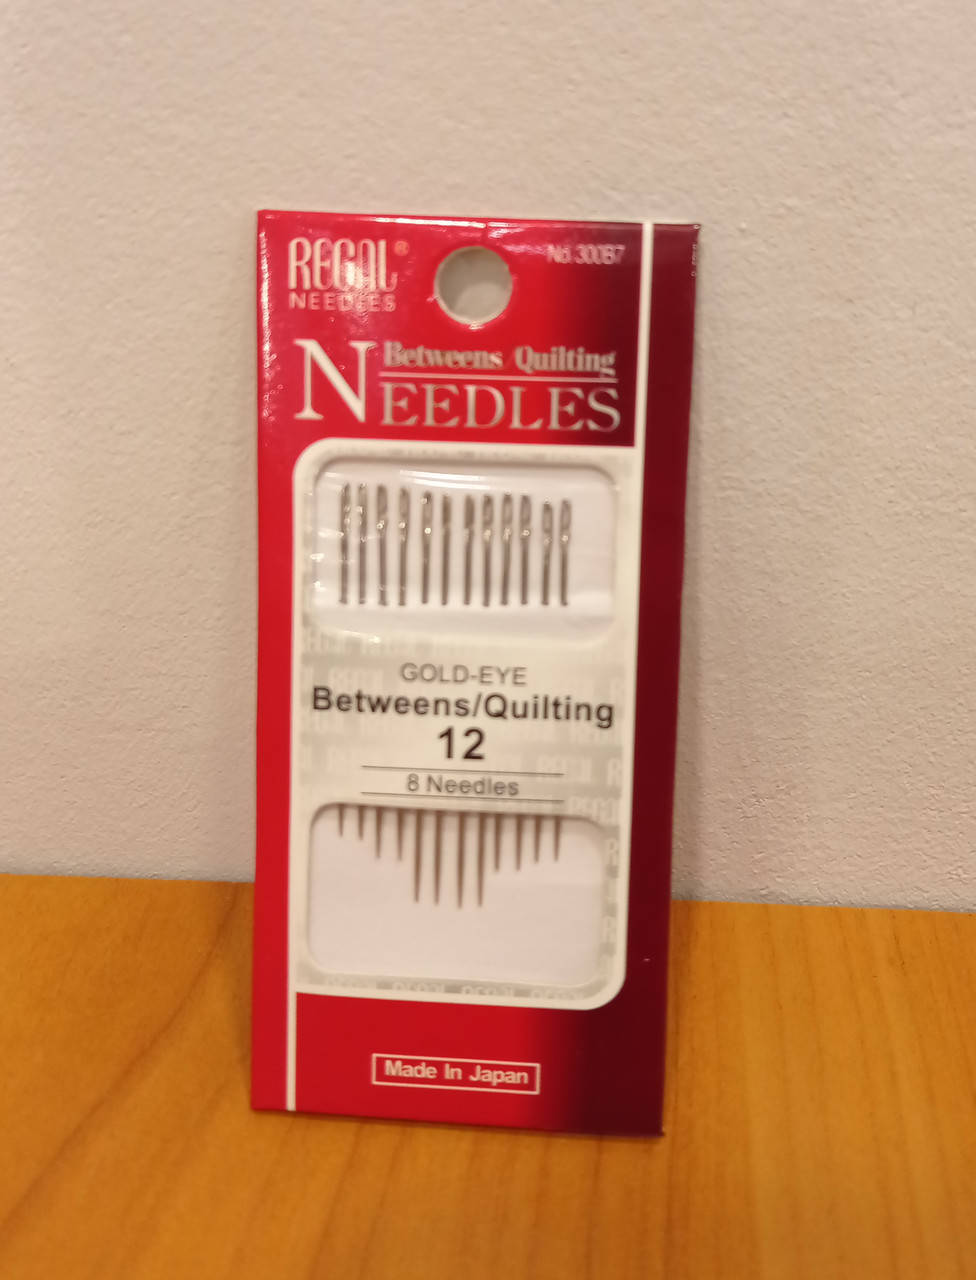 REGAL®
NEEDLES
No. 300B7
Betweens/Quilting
NEEDLES
GOLD-EYE
Betweens/Quilting
12
8 Needles
Made In Japan